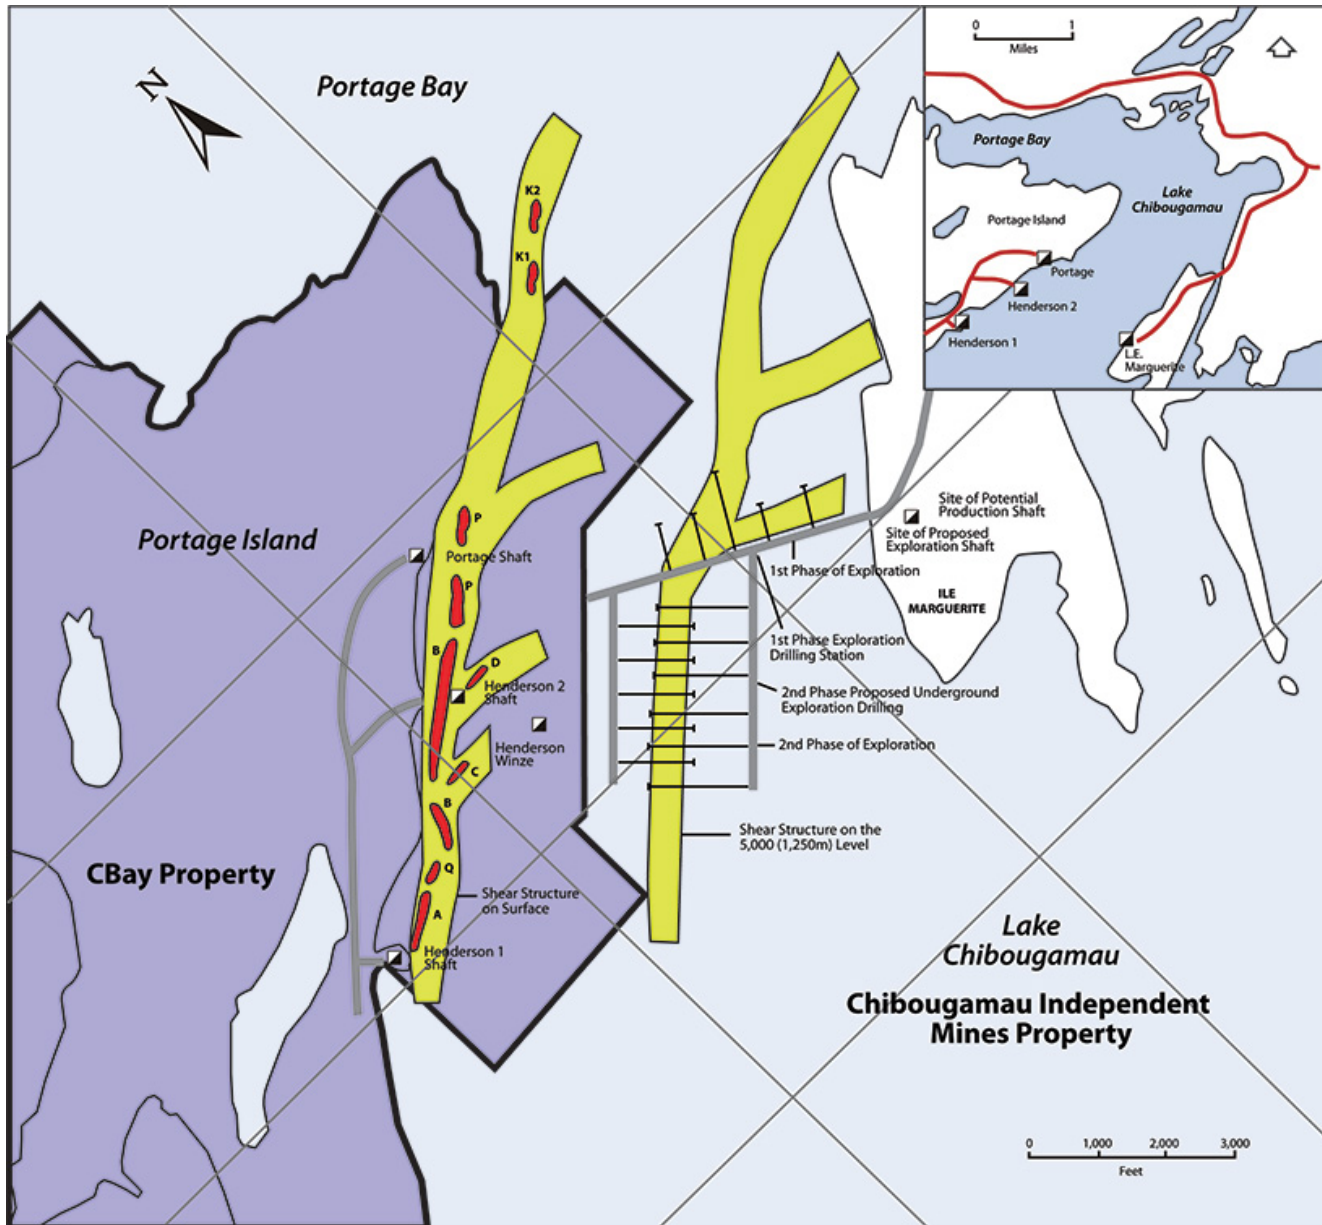 N
Portage Bay
K2
K1
P
Portage Shaft
P
B
D
Henderson 2
Shaft
Henderson
Winze
C
B
Q
A
Shear Structure
on Surface
Henderson 1
Shaft
Portage Island
CBay Property
0
1
Miles
Portage Bay
Lake
Chibougamau
Portage Island
Portage
Henderson 2
Henderson 1
L.E.
Marguerite
Site of Potential
Production Shaft
Site of Proposed
Exploration Shaft
1st Phase of Exploration
ILE
MARGUERITE
1st Phase Exploration
Drilling Station
2nd Phase Proposed Underground
Exploration Drilling
2nd Phase of Exploration
Shear Structure on the
5,000 (1,250m) Level
Lake
Chibougamau
Chibougamau Independent
Mines Property
0 1,000 2,000 3,000
Feet